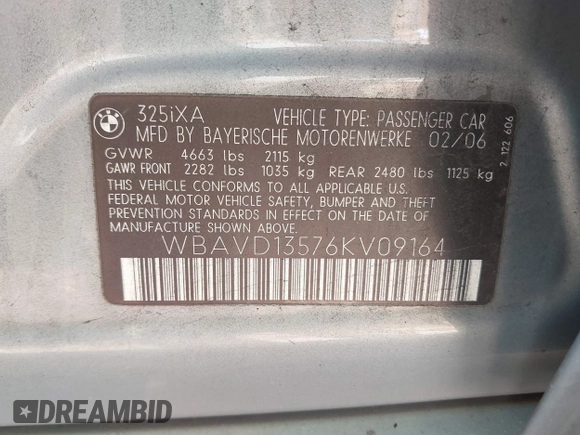 BMW
325iXA VEHICLE TYPE: PASSENGER CAR
MFD BY BAYERISCHE MOTORENWERKE 02/06
GVWR 4663 lbs 2115 kg
GAWR FRONT 2282 lbs 1035 kg REAR 2480 lbs 1125 kg
THIS VEHICLE CONFORMS TO ALL APPLICABLE U.S.
FEDERAL MOTOR VEHICLE SAFETY, BUMPER AND THEFT
PREVENTION STANDARDS IN EFFECT ON THE DATE OF
MANUFACTURE SHOWN ABOVE.
WBAVD13576KV09164
2 122 606
DREAMBID